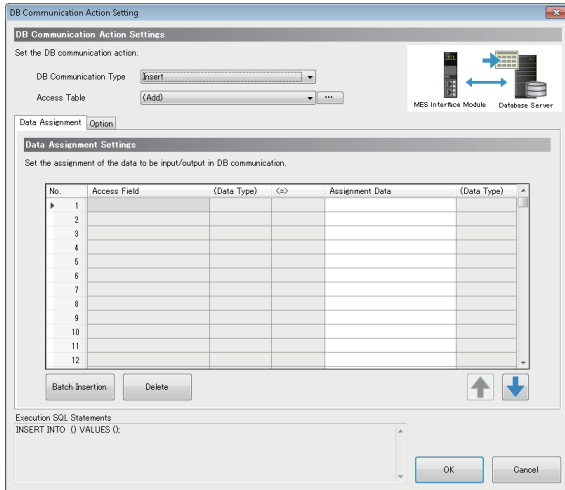 DB Communication Action Setting
DB Communication Action Settings
Set the DB communication action.
DB Communication Type Insert
Access Table (Add) ...
MES Interface Module Database Server
Data Assignment Option
Data Assignment Settings
Set the assignment of the data to be input/output in DB communication.
No. Access Field (Data Type) <=> Assignment Data (Data Type)
1
2
3
4
5
6
7
8
9
10
11
12
Batch Insertion Delete
Execution SQL Statements
INSERT INTO () VALUES ();
OK Cancel